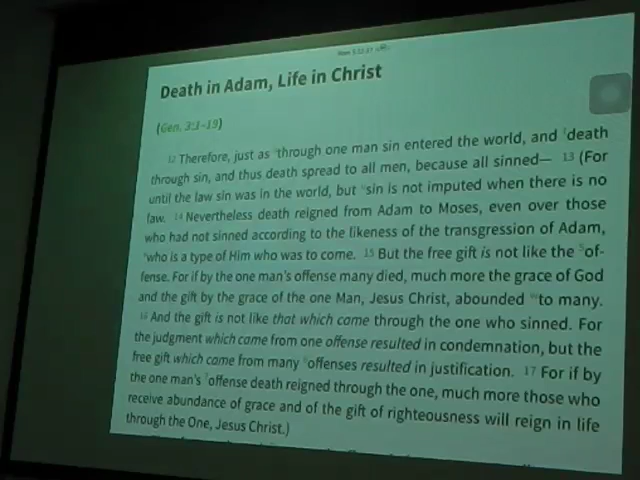 Death in Adam, Life in Christ
(Gen. 3:1–19)
12 Therefore, just as through one man sin entered the world, and death
through sin, and thus death spread to all men, because all sinned— 13 (For
until the law sin was in the world, but sin is not imputed when there is no
law. 14 Nevertheless death reigned from Adam to Moses, even over those
who had not sinned according to the likeness of the transgression of Adam,
who is a type of Him who was to come. 15 But the free gift is not like the of-
fense. For if by the one man's offense many died, much more the grace of God
and the gift by the grace of the one Man, Jesus Christ, abounded to many.
16 And the gift is not like that which came through the one who sinned. For
the judgment which came from one offense resulted in condemnation, but the
free gift which came from many offenses resulted in justification. 17 For if by
the one man's offense death reigned through the one, much more those who
receive abundance of grace and of the gift of righteousness will reign in life
through the One, Jesus Christ.)